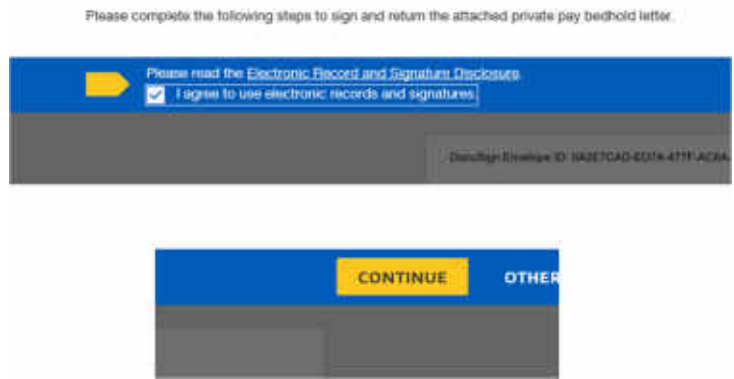 Please complete the following steps to sign and return the attached private pay bedhold letter.
Please read the Electronic Record and Signature Disclosure.
I agree to use electronic records and signatures.
DocuSign Envelope ID:
CONTINUE OTHER